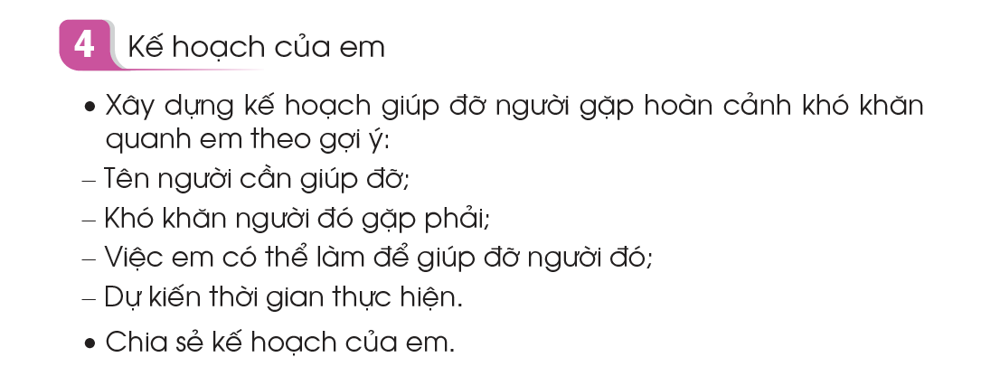 4 Kế hoạch của em
• Xây dựng kế hoạch giúp đỡ người gặp hoàn cảnh khó khăn
quanh em theo gợi ý:
– Tên người cần giúp đỡ;
– Khó khăn người đó gặp phải;
– Việc em có thể làm để giúp đỡ người đó;
– Dự kiến thời gian thực hiện.
• Chia sẻ kế hoạch của em.